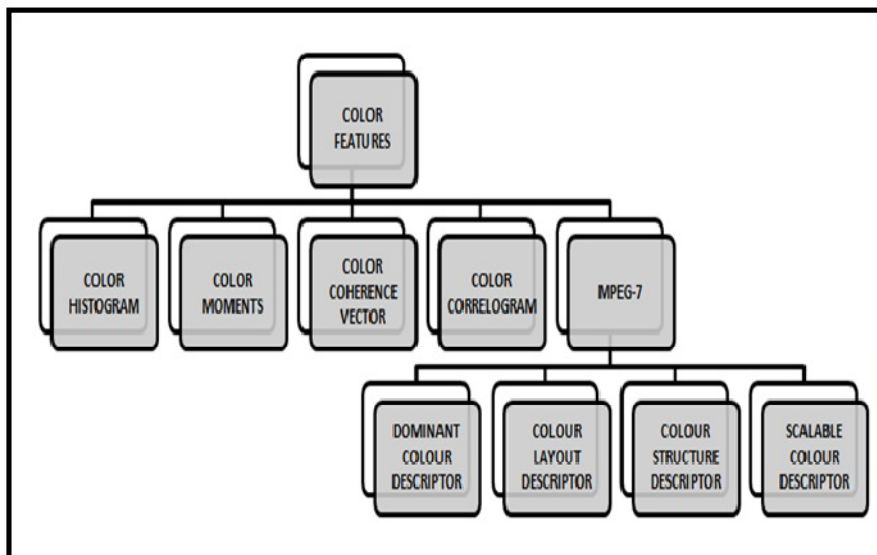 COLOR
FEATURES
COLOR
HISTOGRAM
COLOR
MOMENTS
COLOR
COHERENCE
VECTOR
COLOR
CORRELOGRAM
MPEG-7
DOMINANT
COLOUR
DESCRIPTOR
COLOUR
LAYOUT
DESCRIPTOR
COLOUR
STRUCTURE
DESCRIPTOR
SCALABLE
COLOUR
DESCRIPTOR